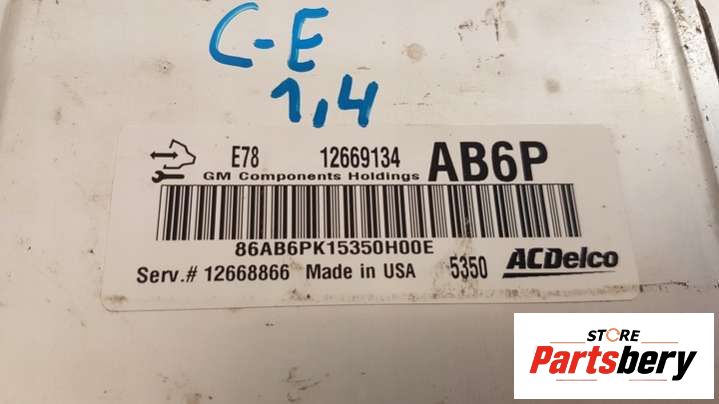 C-E
1,4
E78 12669134 AB6P
GM Components Holdings
86AB6PK15350H00E
Serv.# 12668866 Made in USA 5350 ACDelco
STORE
Partsbery